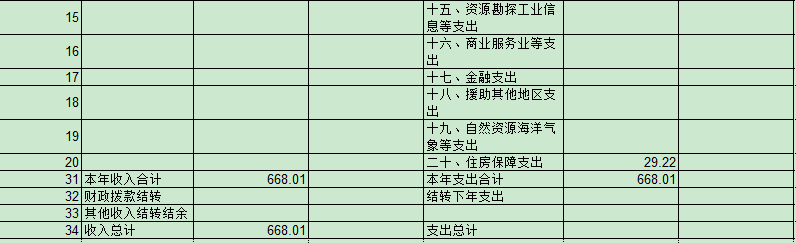 15 十五、资源勘探工业信
息等支出
16 十六、商业服务业等支
出
17 十七、金融支出
18 十八、援助其他地区支
出
19 十九、自然资源海洋气
象等支出
20 二十、住房保障支出 29.22
31 本年收入合计 668.01 本年支出合计 668.01
32 财政拨款结转 结转下年支出
33 其他收入结转结余
34 收入总计 668.01 支出总计